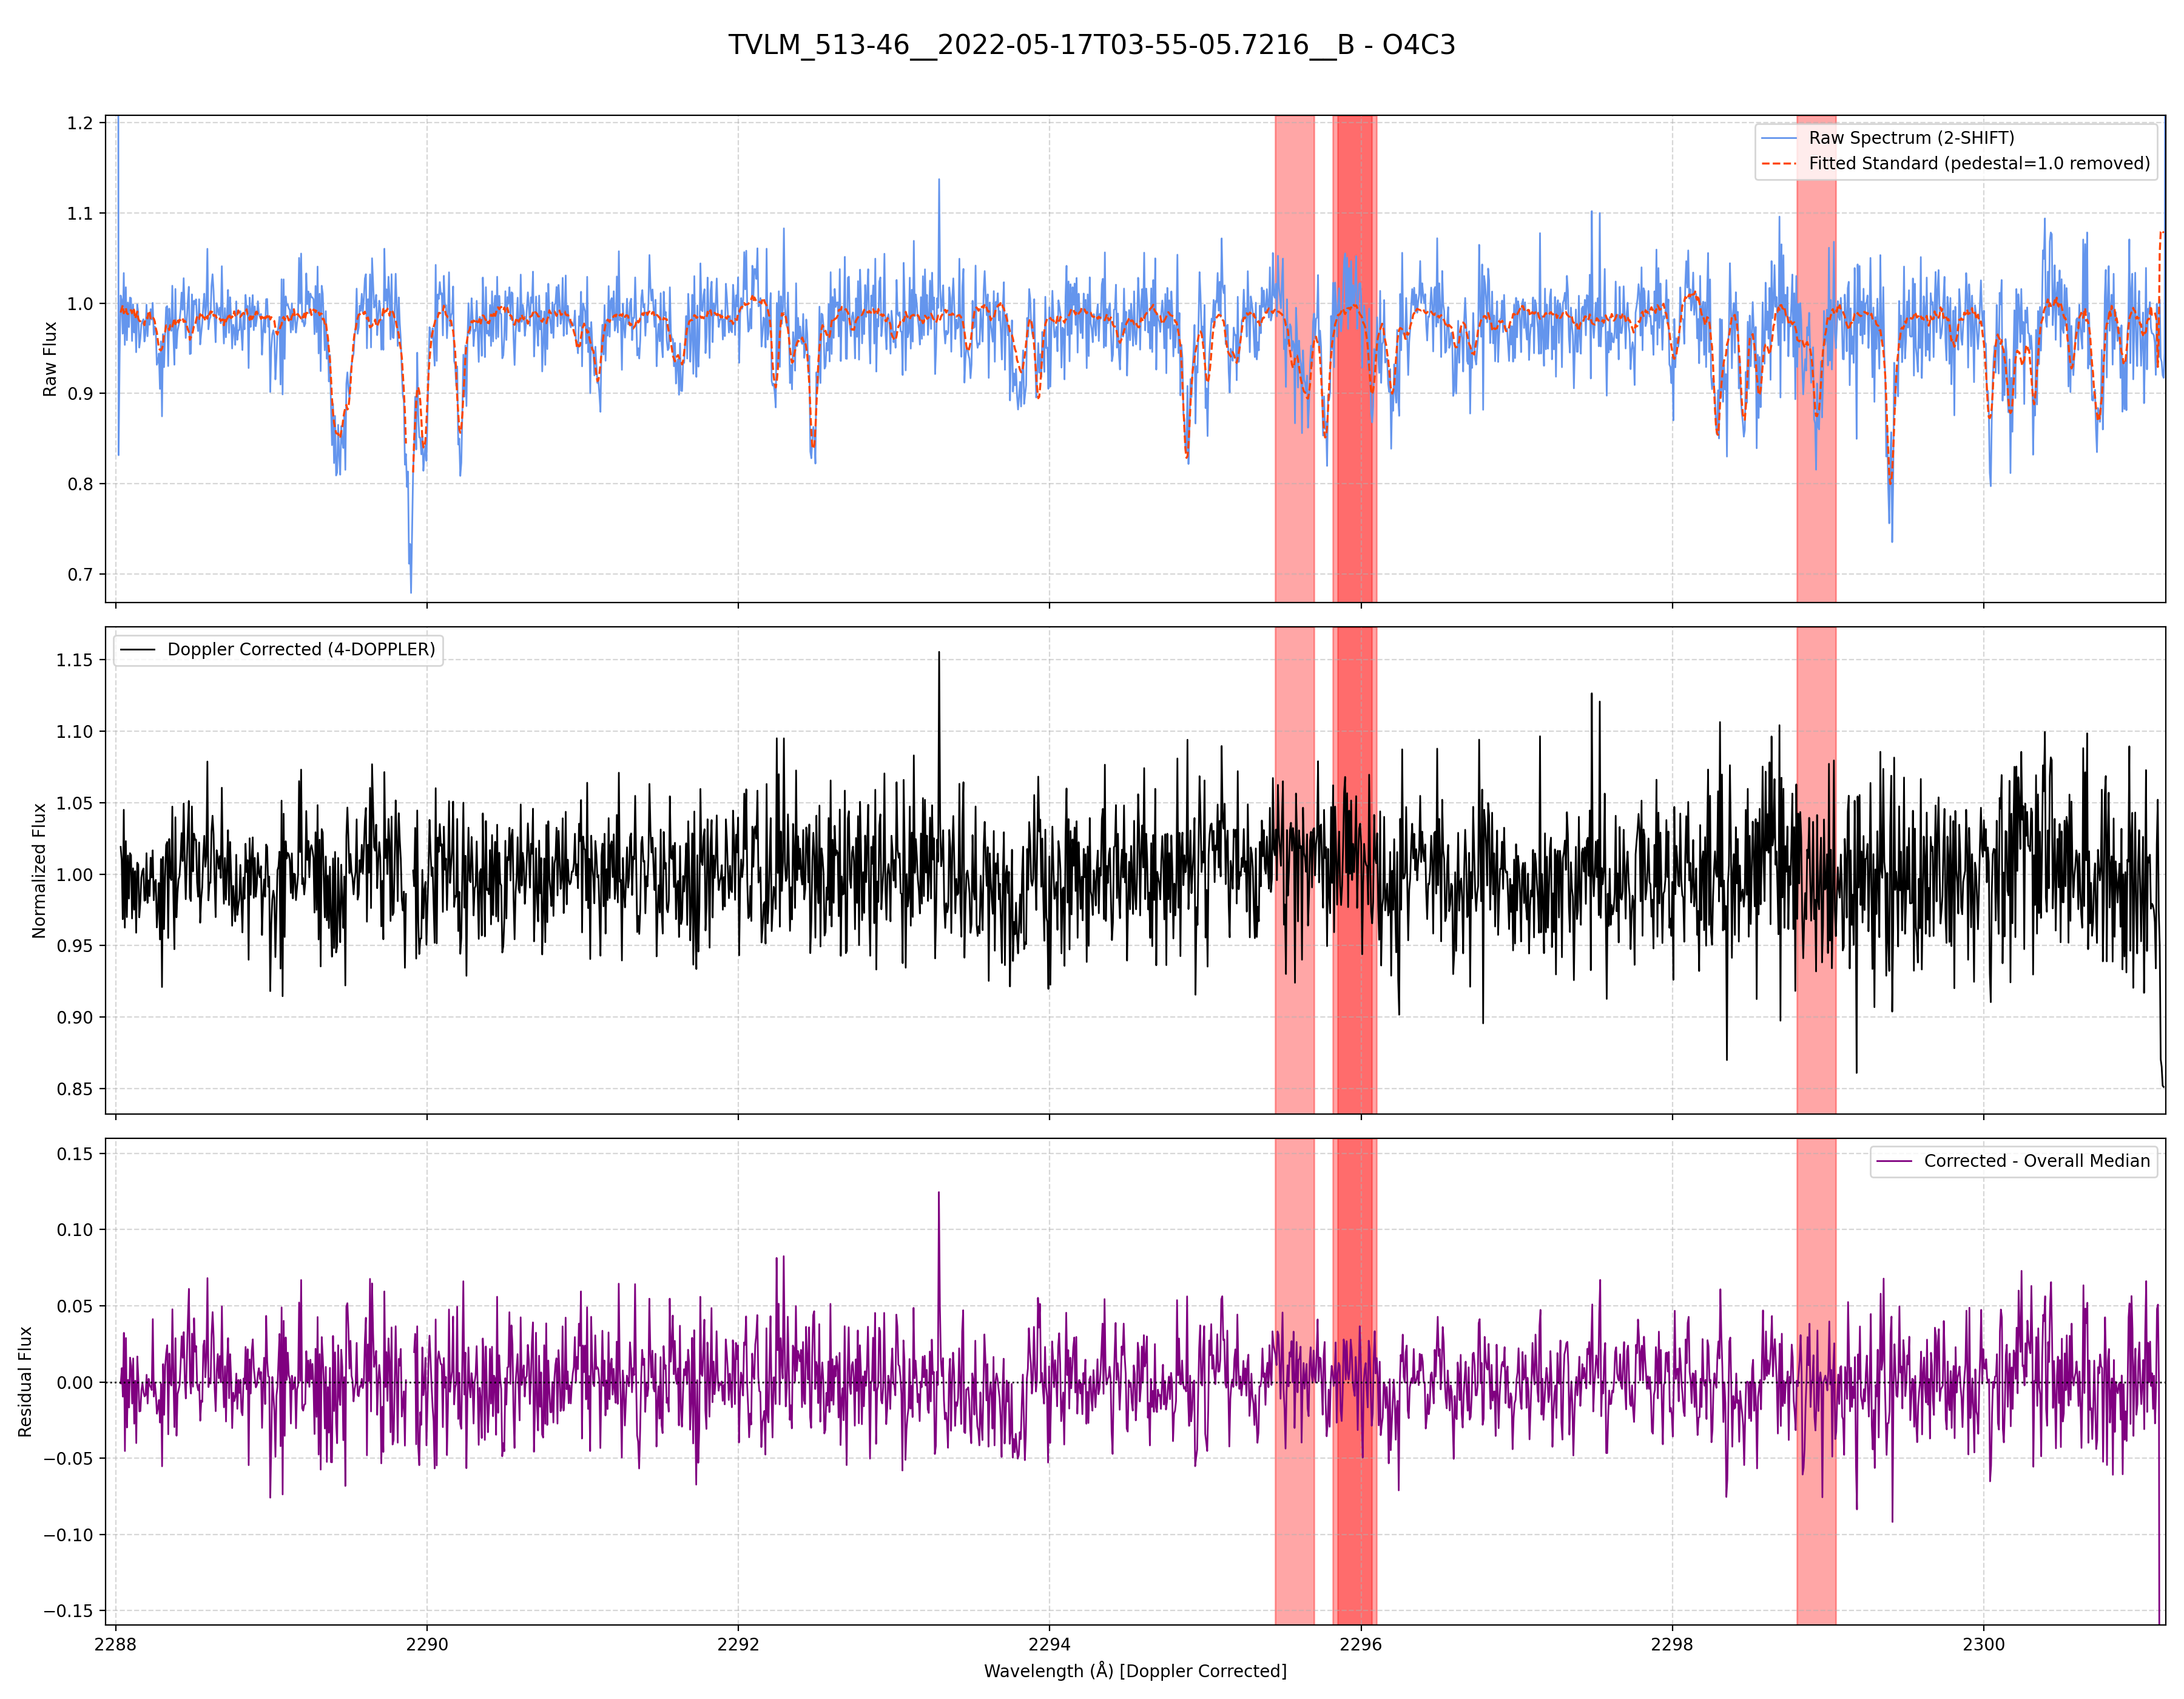 TVLM_513-46__2022-05-17T03-55-05.7216__B - O4C3
Raw Spectrum (2-SHIFT)
Fitted Standard (pedestal=1.0 removed)
Raw Flux
1.2
1.1
1.0
0.9
0.8
0.7
Doppler Corrected (4-DOPPLER)
Normalized Flux
1.15
1.10
1.05
1.00
0.95
0.90
0.85
Corrected - Overall Median
Residual Flux
0.15
0.10
0.05
0.00
−0.05
−0.10
−0.15
2288 2290 2292 2294 2296 2298 2300
Wavelength (Å) [Doppler Corrected]